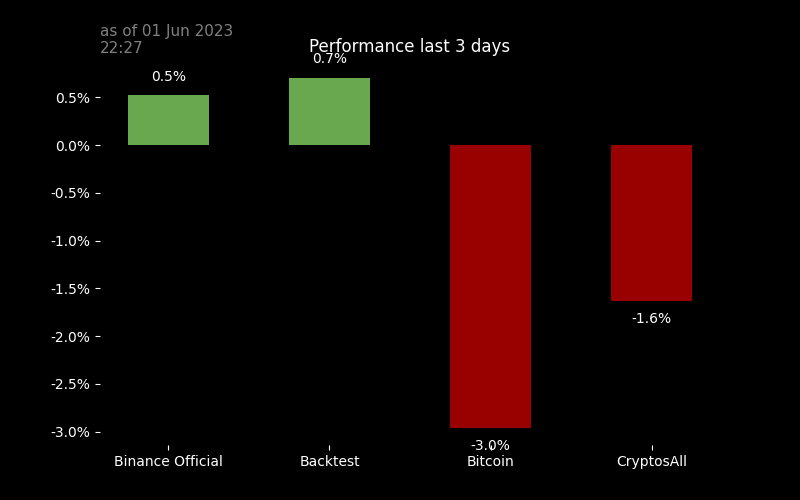 as of 01 Jun 2023
22:27
Performance last 3 days
0.5%
0.7%
0.5%
0.0%
-0.5%
-1.0%
-1.5%
-2.0%
-2.5%
-3.0%
-1.6%
-3.0%
Binance Official
Backtest
Bitcoin
CryptosAll